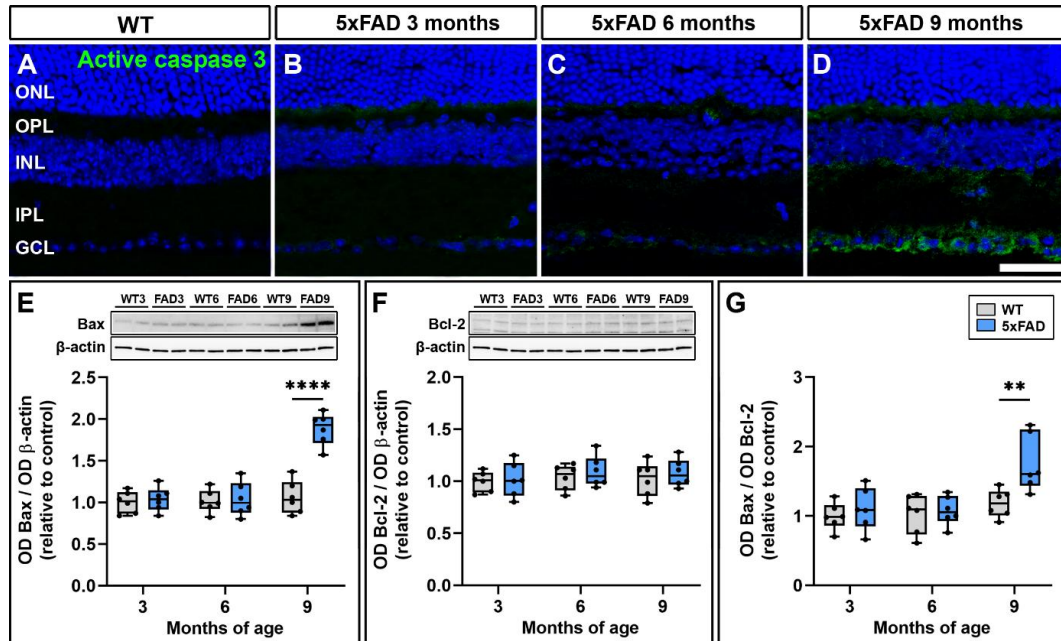 WT
5xFAD 3 months
5xFAD 6 months
5xFAD 9 months
A
Active caspase 3
B
C
D
ONL
OPL
INL
IPL
GCL
E
WT3 FAD3 WT6 FAD6 WT9 FAD9
Bax
β-actin
OD Bax / OD β-actin
(relative to control)
2.5
2.0
1.5
1.0
0.5
0.0
****
3 6 9
Months of age
F
WT3 FAD3 WT6 FAD6 WT9 FAD9
Bcl-2
β-actin
OD Bcl-2 / OD β-actin
(relative to control)
2.0
1.5
1.0
0.5
0.0
3 6 9
Months of age
G
WT
5xFAD
OD Bax / OD Bcl-2
(relative to control)
3
2
1
0
**
3 6 9
Months of age